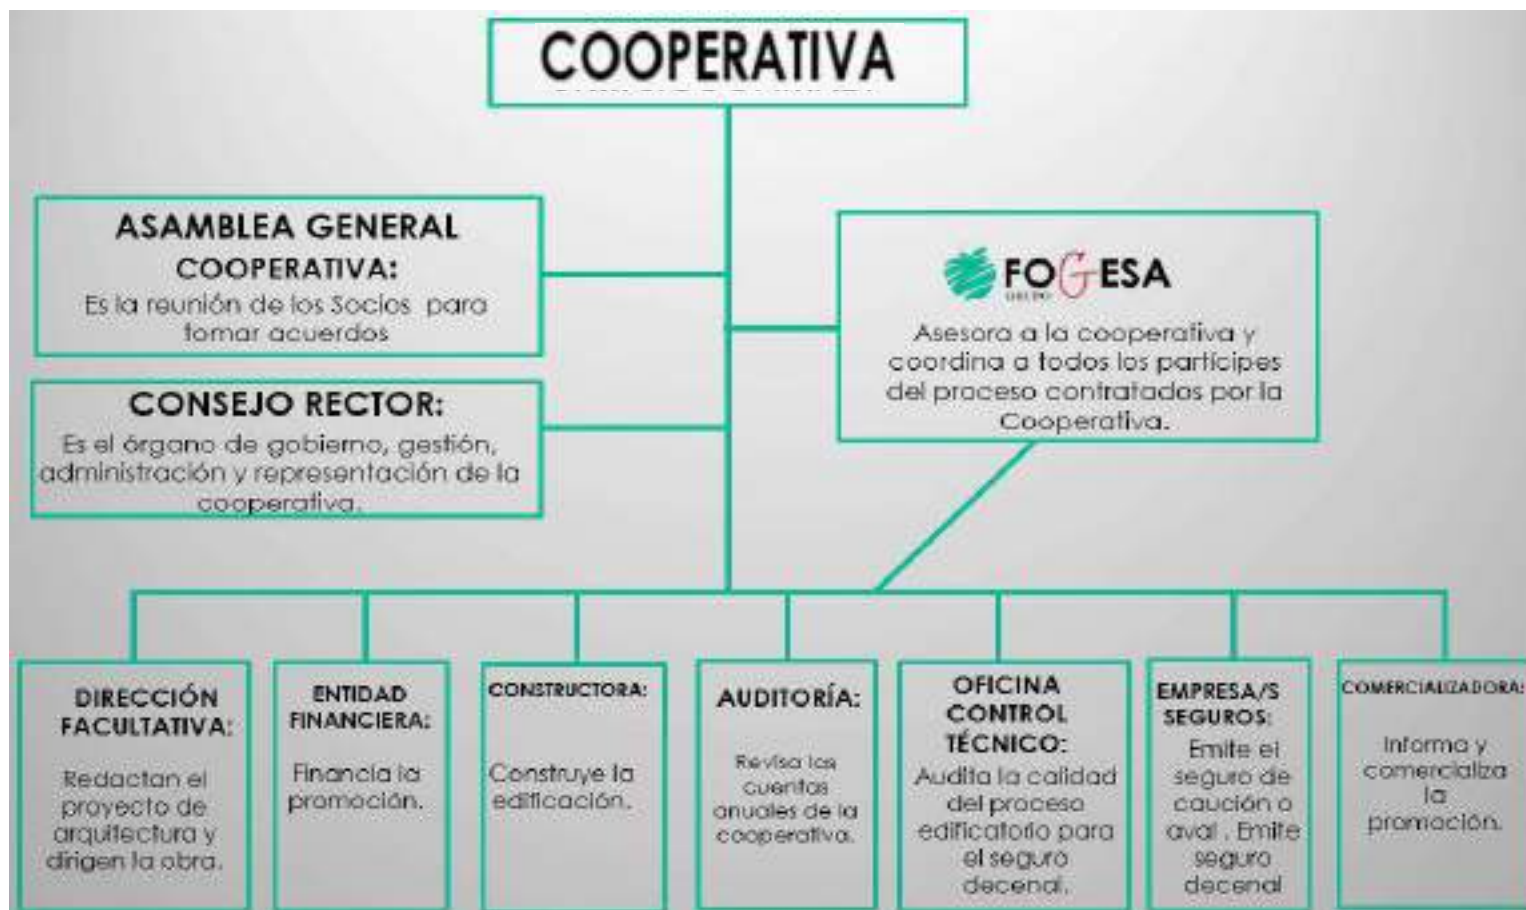 COOPERATIVA
ASAMBLEA GENERAL
COOPERATIVA:
Es la reunión de los Socios para
tomar acuerdos
FOGESA
GRUPO
Asesora a la cooperativa y
coordina a todos los partícipes
del proceso contratados por la
Cooperativa.
CONSEJO RECTOR:
Es el órgano de gobierno, gestión,
administración y representación de la
cooperativa.
DIRECCIÓN
FACULTATIVA:
Redactan el
proyecto de
arquitectura y
dirigen la obra.
ENTIDAD
FINANCIERA:
Financia la
promoción.
CONSTRUCTORA:
Construye la
edificación.
AUDITORÍA:
Revisa las
cuentas
anuales de la
cooperativa.
OFICINA
CONTROL
TÉCNICO:
Audita la calidad
del proceso
edificatorio para
el seguro
decenal.
EMPRESA/S
SEGUROS:
Emite el
seguro de
caución o
aval . Emite
seguro
decenal
COMERCIALIZADORA:
Informa y
comercializa
la
promoción.